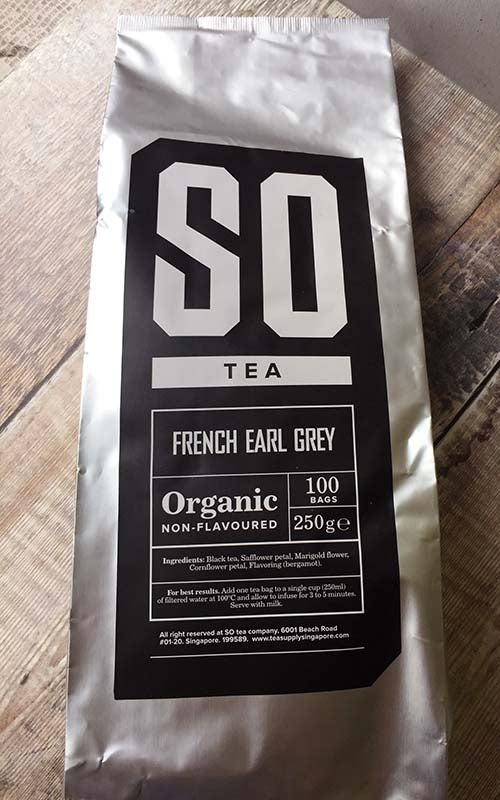 SO
TEA
FRENCH EARL GREY
Organic
NON-FLAVOURED
100
BAGS
250g℮
Ingredients: Black tea, Safflower petal, Marigold flower,
Cornflower petal, Flavoring (bergamot).
For best results. Add one tea bag to a single cup (250ml)
of filtered water at 100°C and allow to infuse for 3 to 5 minutes.
Serve with milk.
All right reserved at SO tea company. 6001 Beach Road
#01-20. Singapore. 199589. www.teasupplysingapore.com